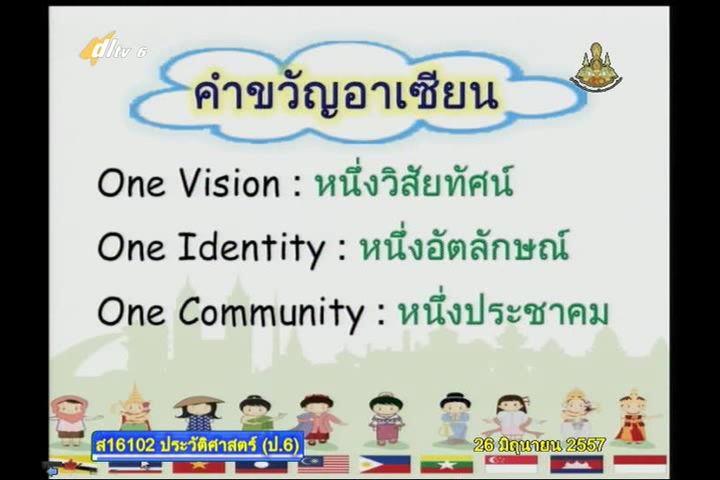 dltv 6
คำขวัญอาเซียน
One Vision : หนึ่งวิสัยทัศน์
One Identity : หนึ่งอัตลักษณ์
One Community : หนึ่งประชาคม
ส16102 ประวัติศาสตร์ (ป.6)
26 มิถุนายน 2557